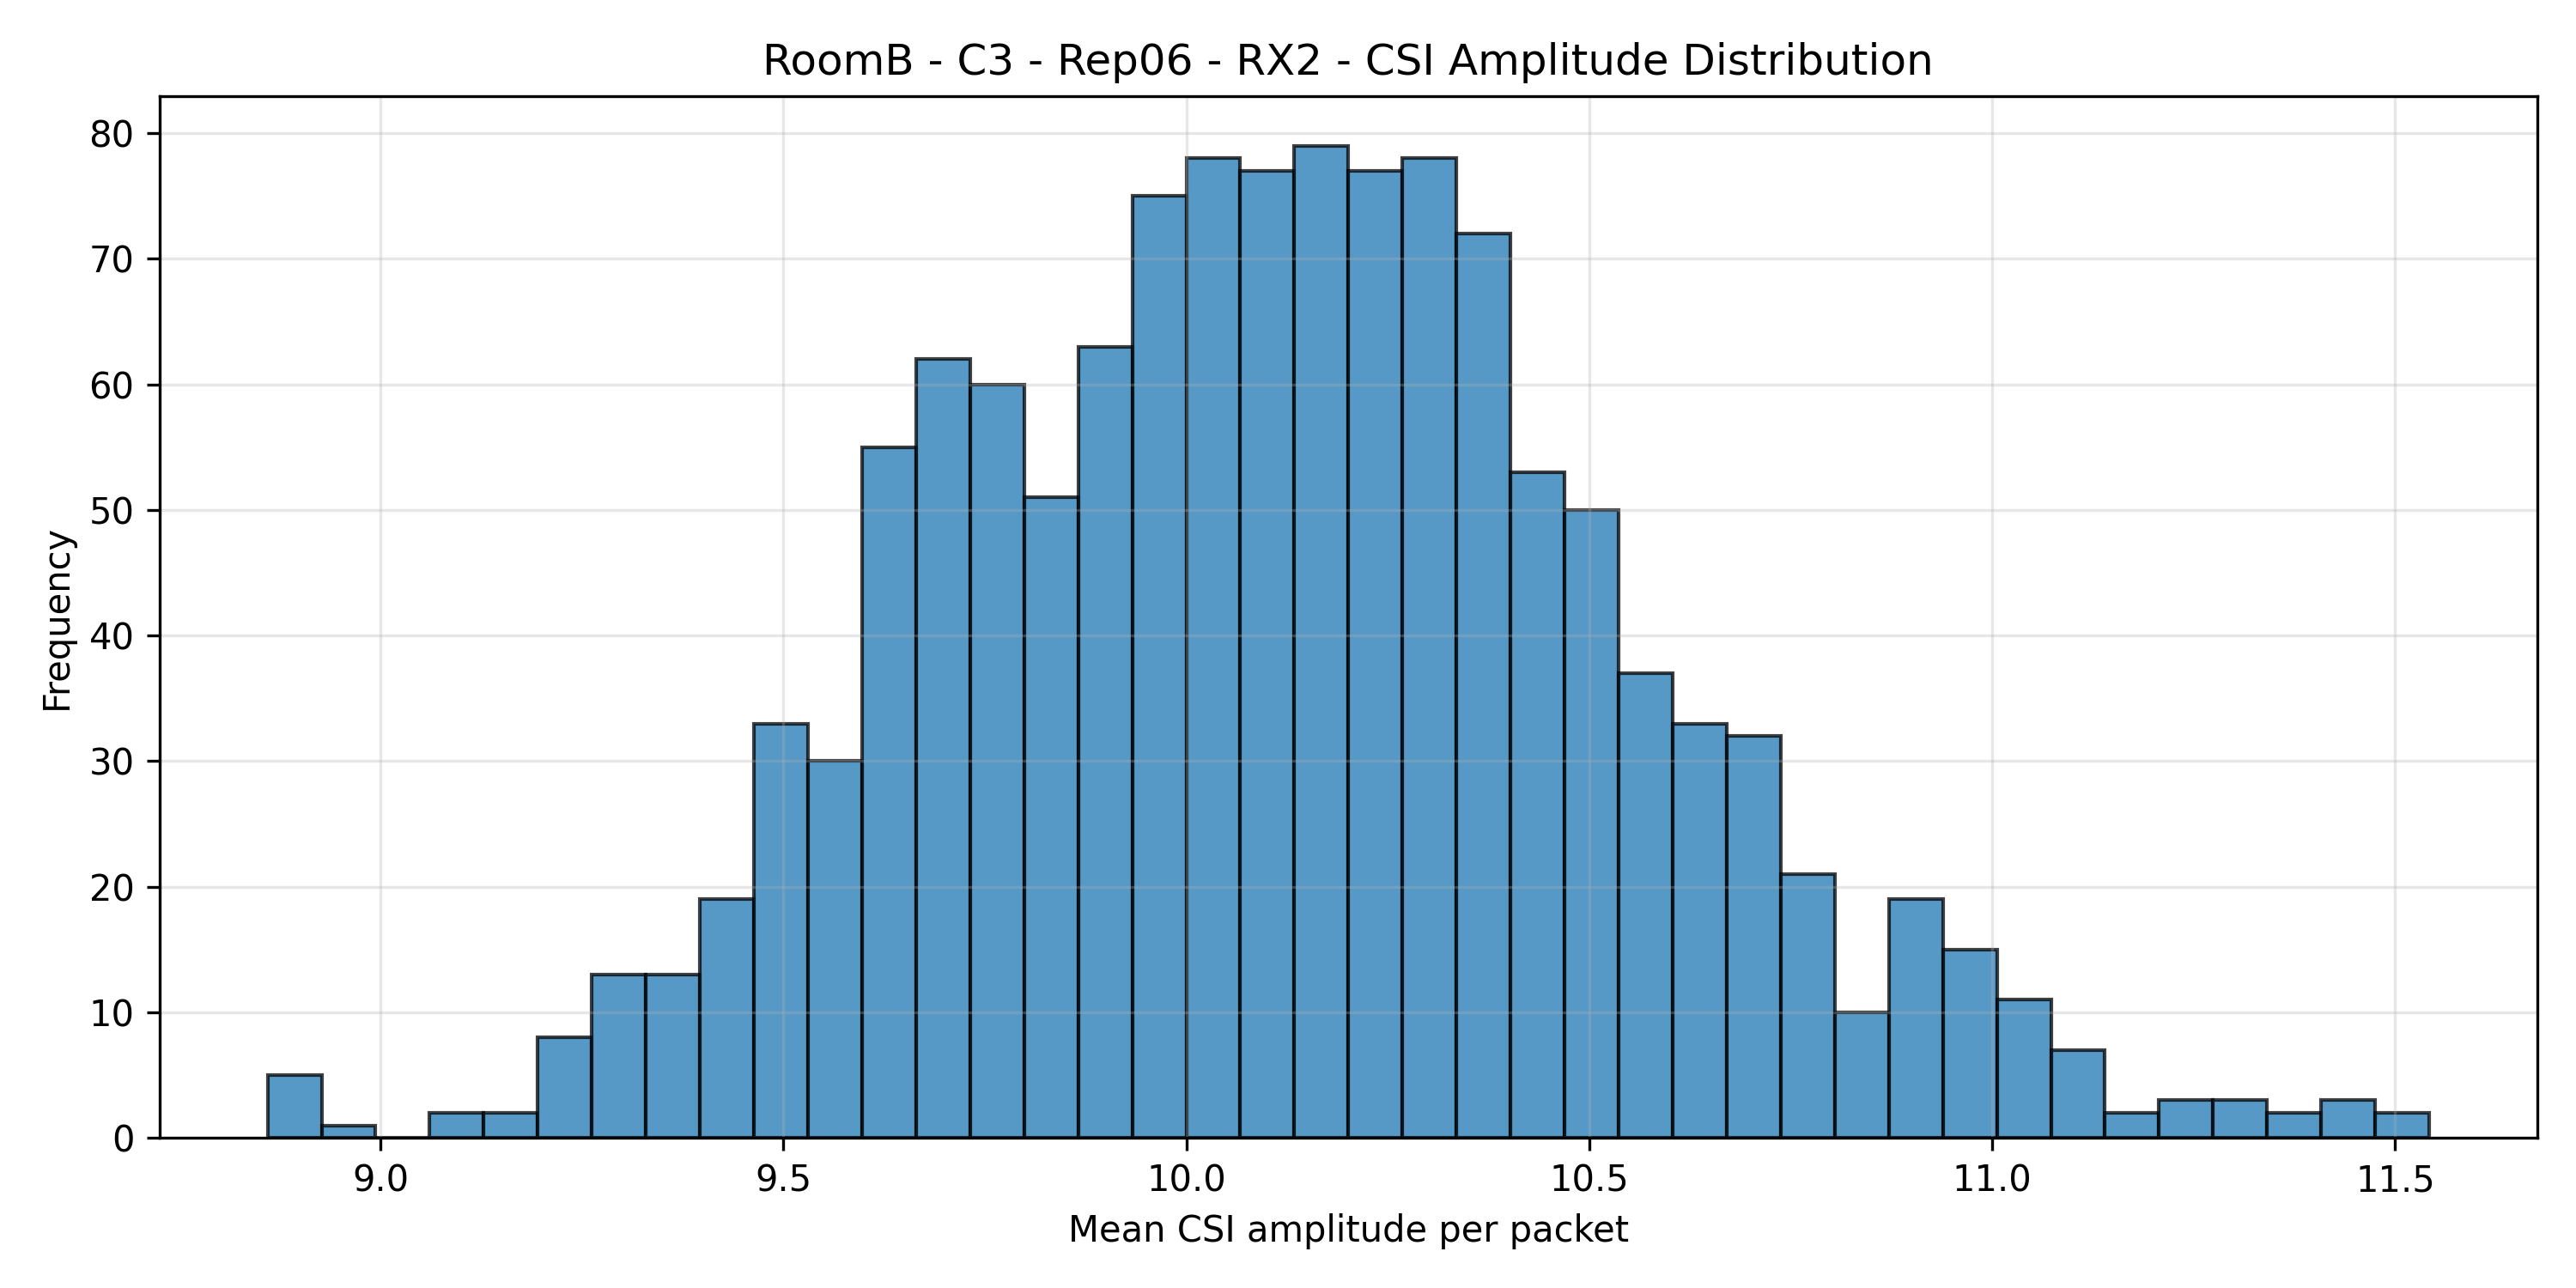 RoomB - C3 - Rep06 - RX2 - CSI Amplitude Distribution
80
70
60
50
40
30
20
10
0
Frequency
9.0 9.5 10.0 10.5 11.0 11.5
Mean CSI amplitude per packet